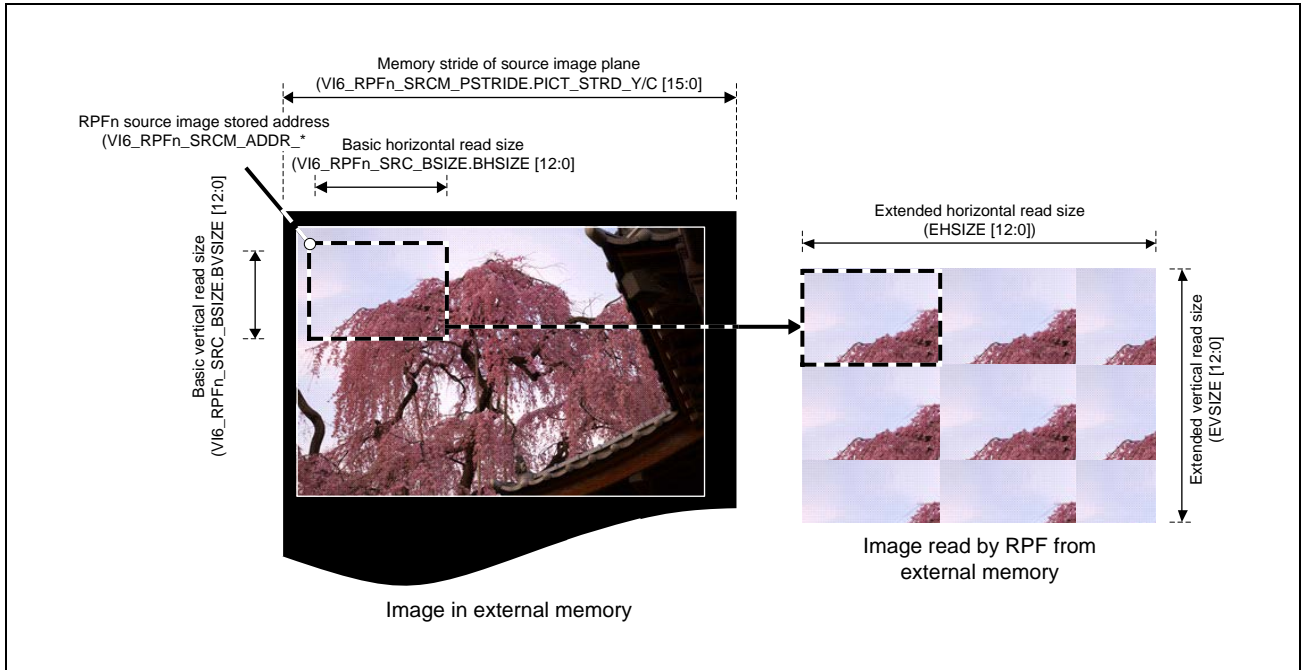 Memory stride of source image plane
(VI6_RPFn_SRCM_PSTRIDE.PICT_STRD_Y/C [15:0]
RPFn source image stored address
(VI6_RPFn_SRCM_ADDR_*
Basic horizontal read size
(VI6_RPFn_SRC_BSIZE.BHSIZE [12:0]
Basic vertical read size
(VI6_RPFn_SRC_BSIZE.BVSIZE [12:0]
Extended horizontal read size
(EHSIZE [12:0])
Extended vertical read size
(EVSIZE [12:0])
Image read by RPF from
external memory
Image in external memory